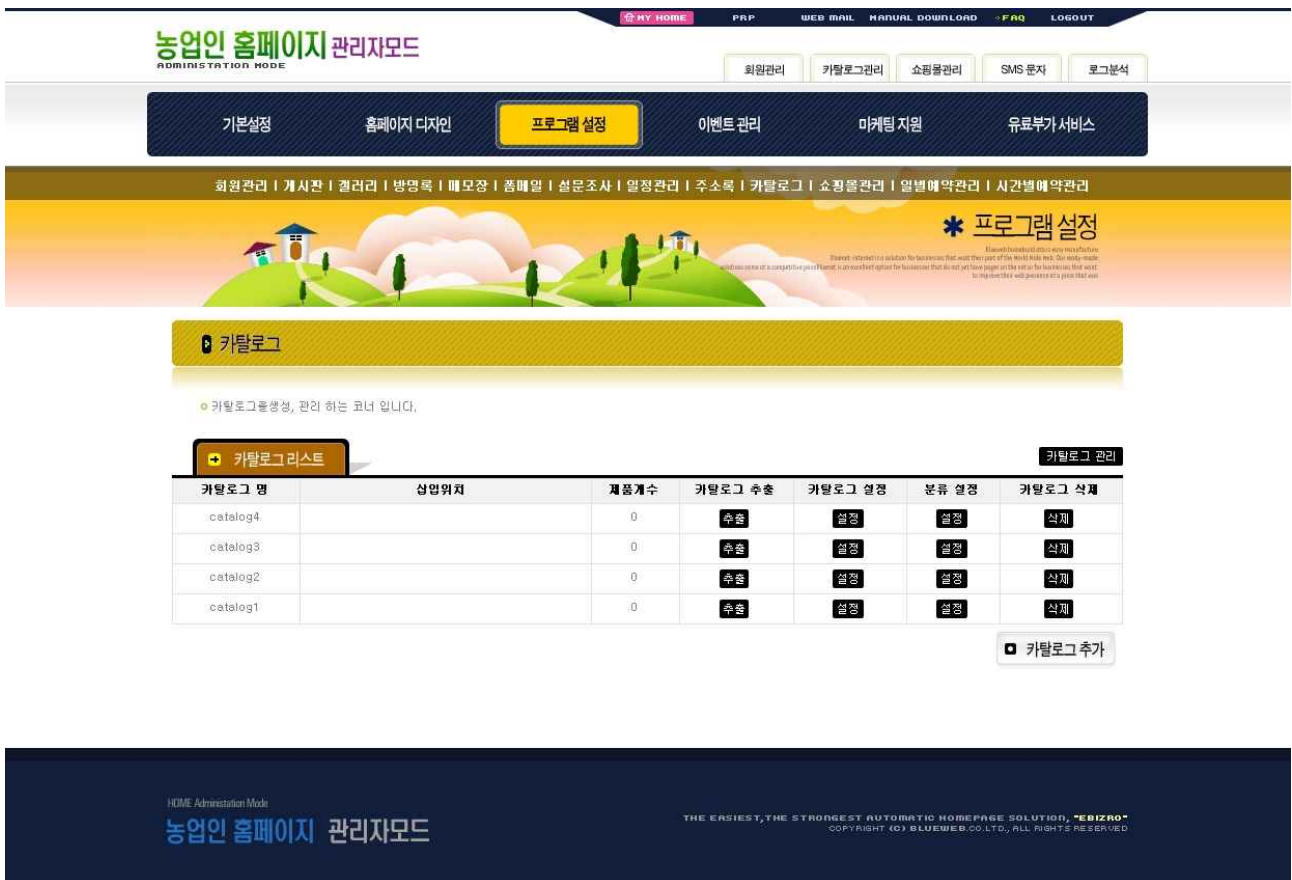 MY HOME PRP WEB MAIL MANUAL DOWNLOAD FAQ LOGOUT
농업인 홈페이지 관리자모드
ADMINISTATION MODE
회원관리 카탈로그관리 쇼핑몰관리 SMS 문자 로그분석
기본설정 홈페이지 디자인 프로그램 설정 이벤트 관리 마케팅 지원 유료부가 서비스
회원관리 | 게시판 | 갤러리 | 방명록 | 메모장 | 폼메일 | 설문조사 | 일정관리 | 주소록 | 카탈로그 | 쇼핑몰관리 | 일별예약관리 | 시간별예약관리
* 프로그램 설정
카탈로그
카탈로그를생성, 관리 하는 코너 입니다.
카탈로그 리스트
카탈로그 관리
카탈로그 명 삽입위치 제품개수 카탈로그 추출 카탈로그 설정 분류 설정 카탈로그 삭제
catalog4 0 추출 설정 설정 삭제
catalog3 0 추출 설정 설정 삭제
catalog2 0 추출 설정 설정 삭제
catalog1 0 추출 설정 설정 삭제
카탈로그 추가
HOME Administation Mode
농업인 홈페이지 관리자모드
THE EASIEST,THE STRONGEST AUTOMATIC HOMEPAGE SOLUTION, "EBIZRO"
COPYRIGHT (C) BLUEWEB.CO.LTD., ALL RIGHTS RESERVED